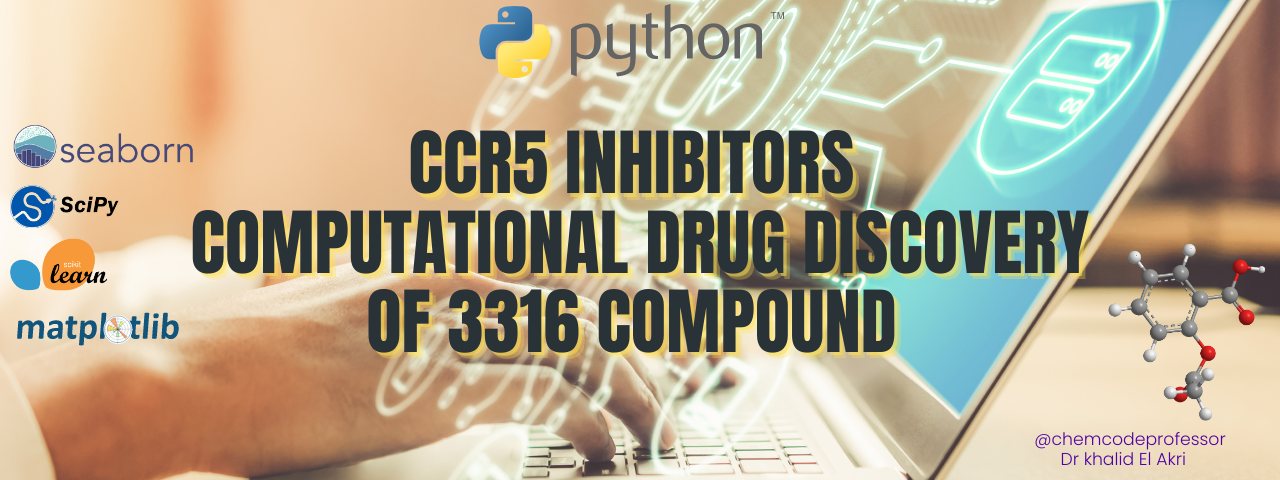 python™
seaborn
SciPy
scikit
learn
matplotlib
CCR5 INHIBITORS
COMPUTATIONAL DRUG DISCOVERY
OF 3316 COMPOUND
@chemcodeprofessor
Dr khalid El Akri